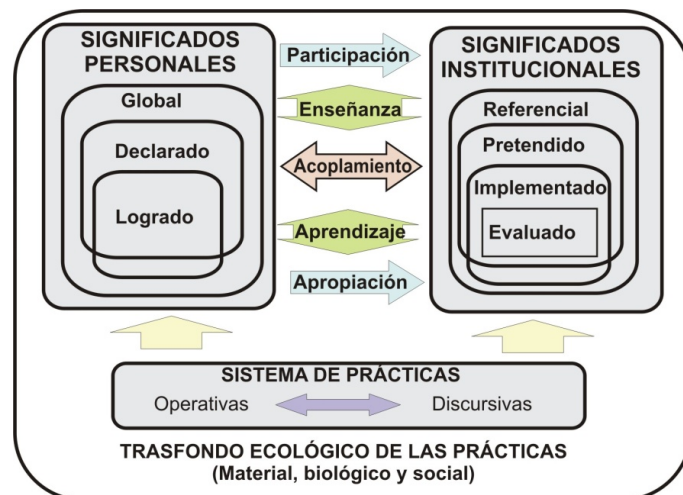 SIGNIFICADOS
PERSONALES
Global
Declarado
Logrado
Participación
Enseñanza
Acoplamiento
Aprendizaje
Apropiación
SIGNIFICADOS
INSTITUCIONALES
Referencial
Pretendido
Implementado
Evaluado
SISTEMA DE PRÁCTICAS
Operativas
Discursivas
TRASFONDO ECOLÓGICO DE LAS PRÁCTICAS
(Material, biológico y social)